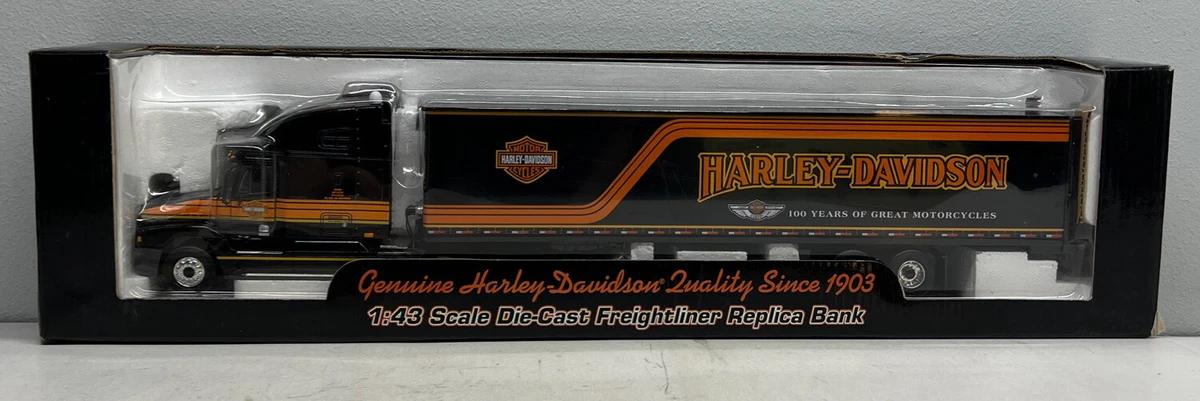 MOTOR
HARLEY-DAVIDSON
CYCLES
HARLEY-DAVIDSON
100 YEARS OF GREAT MOTORCYCLES
Genuine Harley-Davidson® Quality Since 1903
1:43 Scale Die-Cast Freightliner Replica Bank